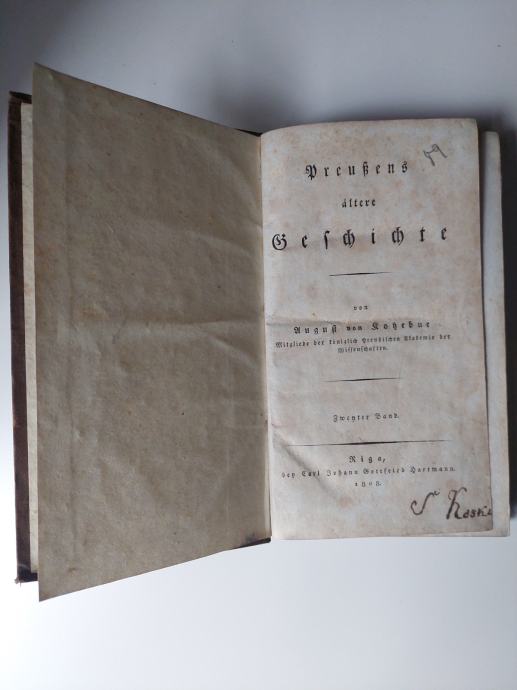 79
Preußens
ältere
Geschichte
von
August von Kotzebue
Mitgliede der königlich Preußischen Akademie der
Wissenschaften.
Zweyter Band.
Riga,
bey Carl Johann Gottfried Hartmann.
1808.